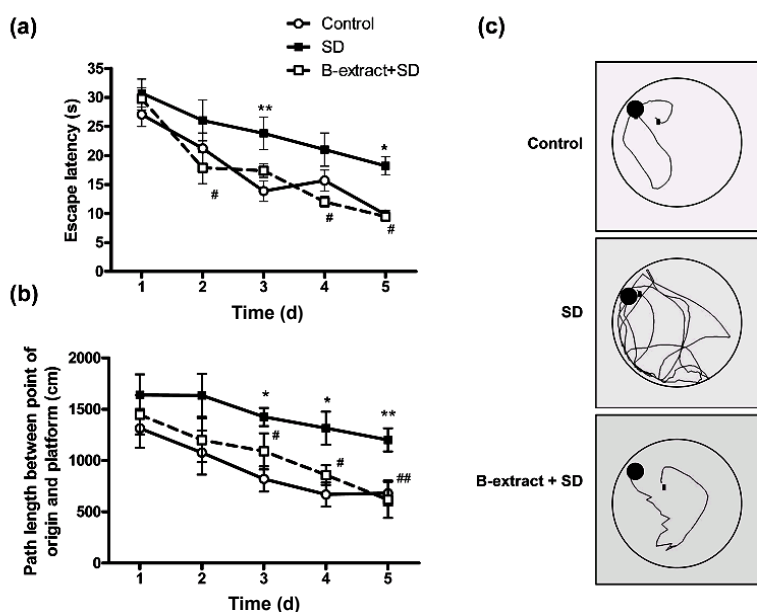 (a)
Control
SD
B-extract+SD
Escape latency (s)
35
30
25
20
15
10
5
0
**
*
#
#
#
1 2 3 4 5
Time (d)
(b)
Path length between point of
origin and platform (cm)
2000
1500
1000
500
0
*
*
**
#
#
##
1 2 3 4 5
Time (d)
(c)
Control
SD
B-extract + SD